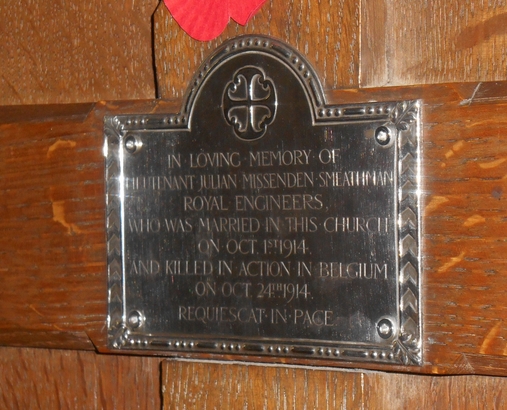 IN · LOVING · MEMORY · OF
LIEUTENANT JULIAN MISSENDEN SMEATHMAN
ROYAL ENGINEERS,
WHO WAS MARRIED IN THIS CHURCH
ON OCT 1ST 1914.
AND KILLED IN ACTION IN BELGIUM
ON OCT. 24TH 1914.
REQUIESCAT · IN · PACE